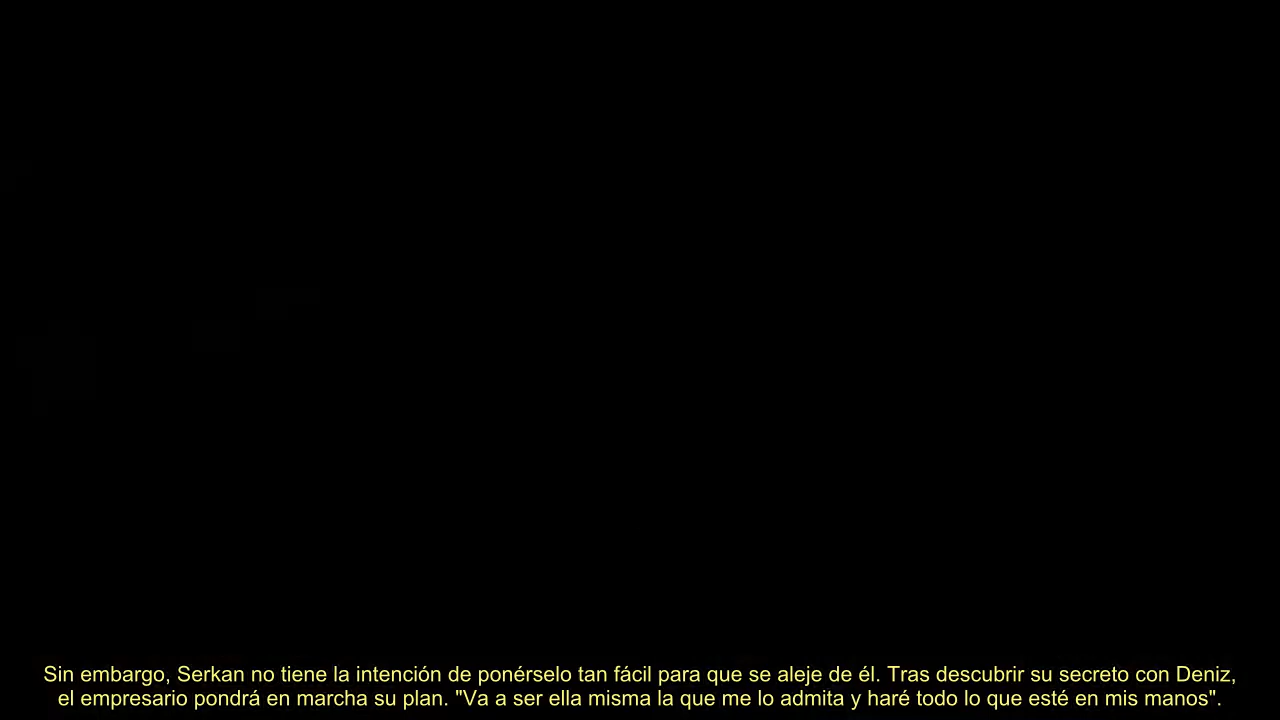 Sin embargo, Serkan no tiene la intención de ponérselo tan fácil para que se aleje de él. Tras descubrir su secreto con Deniz,
el empresario pondrá en marcha su plan. "Va a ser ella misma la que me lo admita y haré todo lo que esté en mis manos".